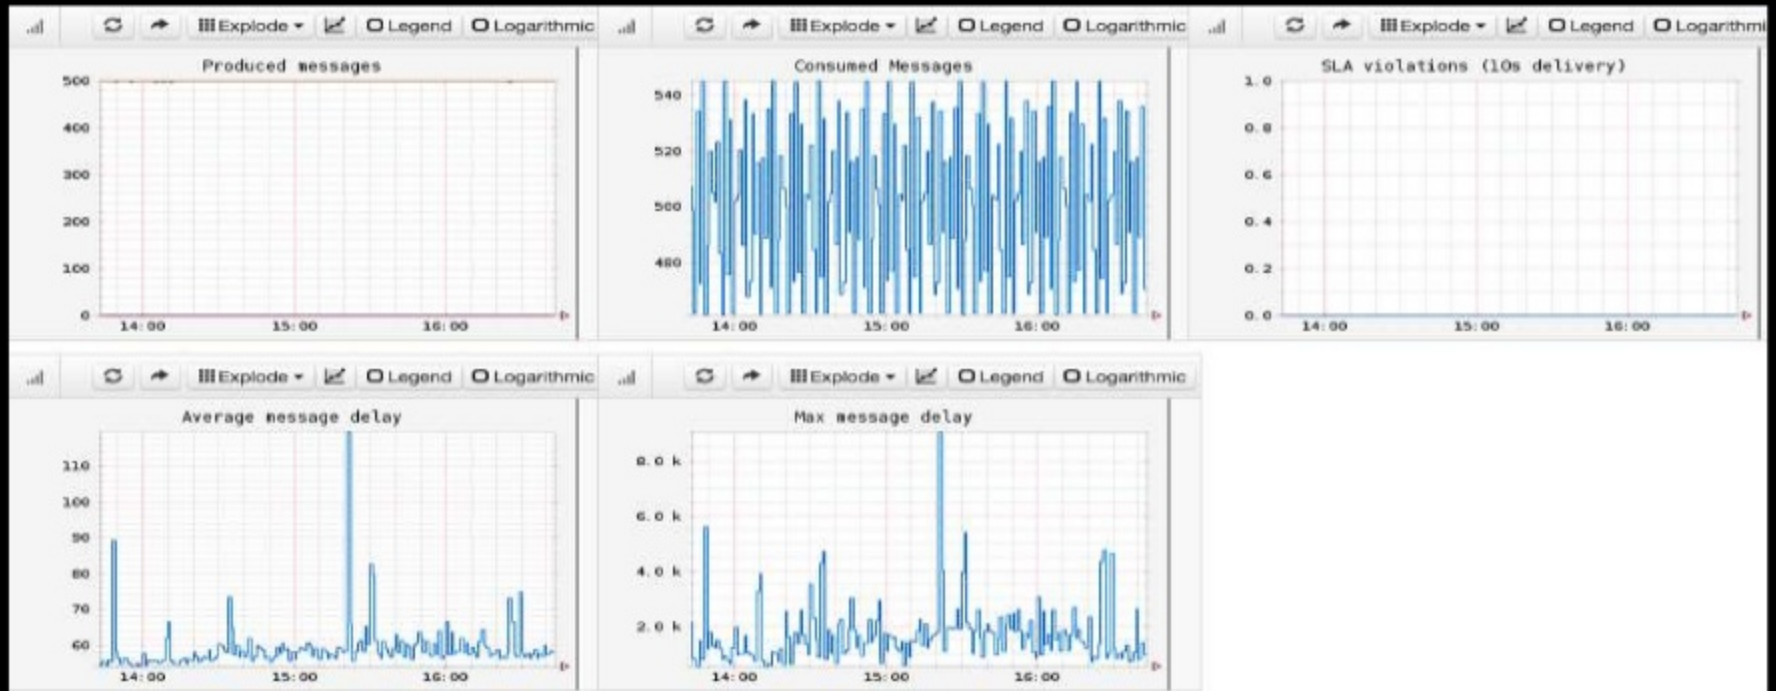 Explode Legend Logarithmic
Explode Legend Logarithmic
Explode Legend Logarithmi
Produced messages
500
400
300
200
100
0
14:00 15:00 16:00
Consumed Messages
540
520
500
480
14:00 15:00 16:00
SLA violations (10s delivery)
1.0
0.8
0.6
0.4
0.2
0.0
14:00 15:00 16:00
Explode Legend Logarithmic
Explode Legend Logarithmic
Average message delay
110
100
90
80
70
60
14:00 15:00 16:00
Max message delay
8.0 k
6.0 k
4.0 k
2.0 k
14:00 15:00 16:00